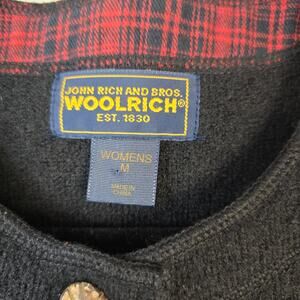 JOHN RICH AND BROS.
WOOLRICH®
EST. 1830
WOMENS
M
MADE IN
CHINA